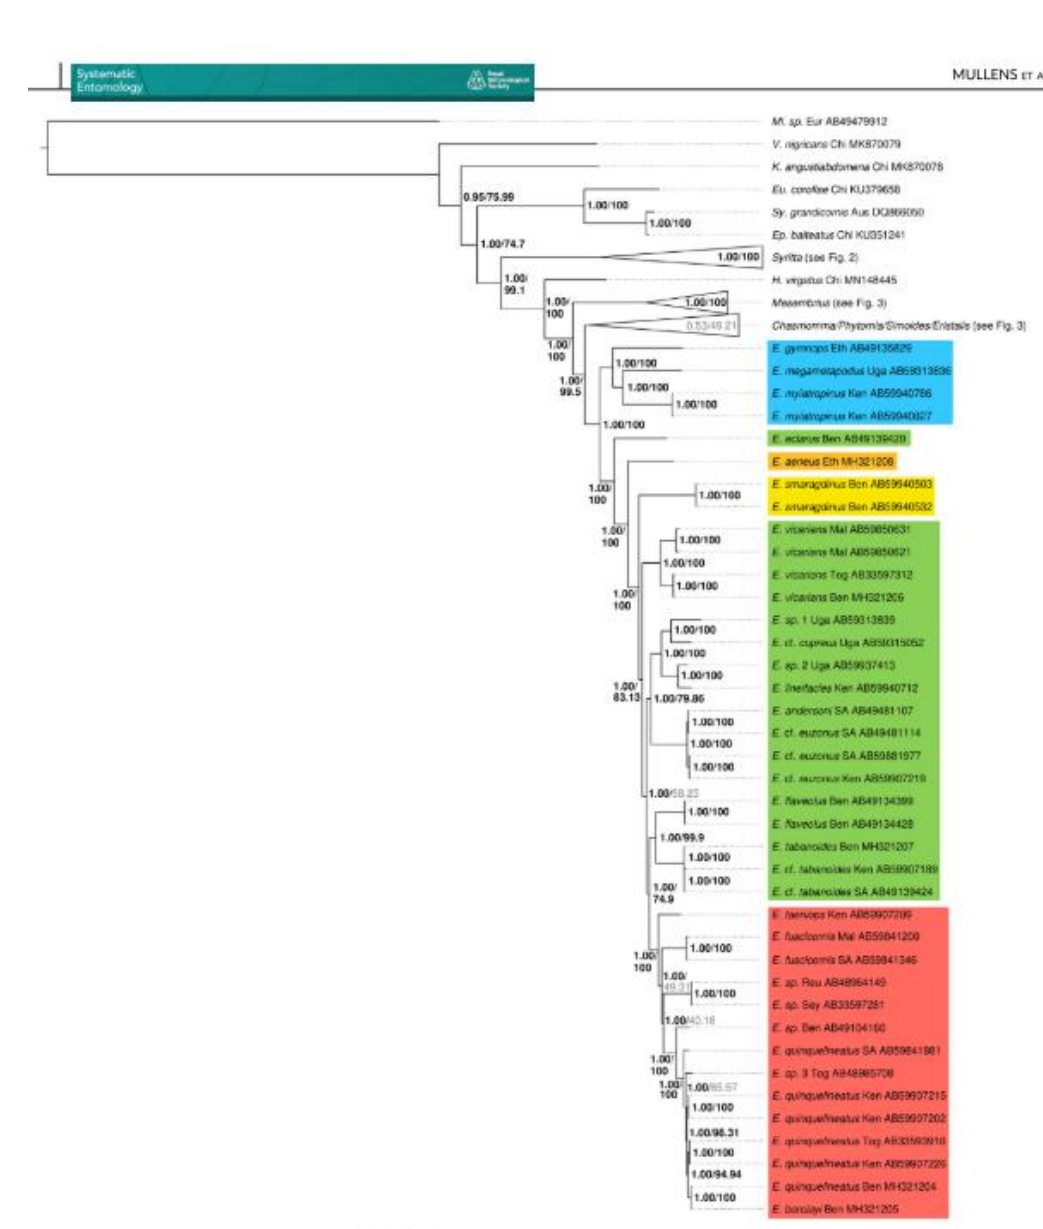 Systematic
Entomology
Royal
Entomological
Society
MULLENS ET A
Mi. sp. Eur AB49479912
V. nigricans Chi MK870079
K. angustiabdomena Chi MK870078
0.95/75.99
Eu. corollae Chi KU379658
1.00/100
Sy. grandicornis Aus DQ866050
1.00/100
Ep. balteatus Chi KU351241
1.00/74.7
Syritta (see Fig. 2)
1.00/100
1.00/
99.1
H. virgatus Chi MN148445
1.00/
100
Mesembrius (see Fig. 3)
1.00/100
Chasmomma/Phytomia/Simoides/Eristalis (see Fig. 3)
0.53/49.21
1.00/
100
E. gymnops Eth AB49135829
1.00/100
E. megametapodus Uga AB59313836
1.00/
99.5
1.00/100
E. mylatropinus Ken AB59940786
1.00/100
E. mylatropinus Ken AB59940827
1.00/100
E. eclarus Ben AB49139420
E. aeneus Eth MH321208
1.00/
100
E. smaragdinus Ben AB59940503
1.00/100
E. smaragdinus Ben AB59940532
1.00/
100
E. vicarians Mal AB59850631
1.00/100
E. vicarians Mal AB59850621
1.00/100
E. vicarians Tog AB33597312
1.00/100
E. vicarians Ben MH321206
1.00/
100
E. sp. 1 Uga AB59313839
1.00/100
E. cf. cupreus Uga AB59315052
1.00/100
E. sp. 2 Uga AB59937413
1.00/100
E. lineifacies Ken AB59940712
1.00/
83.13
1.00/79.86
E. andersoni SA AB49481107
1.00/100
E. cf. euzonus SA AB49481114
1.00/100
E. cf. euzonus SA AB59881977
1.00/100
E. cf. euzonus Ken AB59907219
1.00/58.23
E. flaveolus Ben AB49134399
1.00/100
E. flaveolus Ben AB49134428
1.00/99.9
E. tabanoides Ben MH321207
1.00/100
E. cf. tabanoides Ken AB59907189
1.00/100
E. cf. tabanoides SA AB49139424
1.00/
74.9
E. taeniops Ken AB59907209
E. fuscicornis Mal AB59841200
1.00/100
E. fuscicornis SA AB59841346
1.00/
100
1.00/
49.31
E. sp. Reu AB48984149
1.00/100
E. sp. Sey AB33597281
1.00/40.18
E. sp. Ben AB49104160
E. quinquelineatus SA AB59841981
1.00/
100
E. sp. 3 Tog AB48985708
1.00/
100
1.00/65.57
E. quinquelineatus Ken AB59907215
1.00/100
E. quinquelineatus Ken AB59907202
1.00/98.31
E. quinquelineatus Tog AB33593910
1.00/100
E. quinquelineatus Ken AB59907226
1.00/94.94
E. quinquelineatus Ben MH321204
1.00/100
E. barclayi Ben MH321205